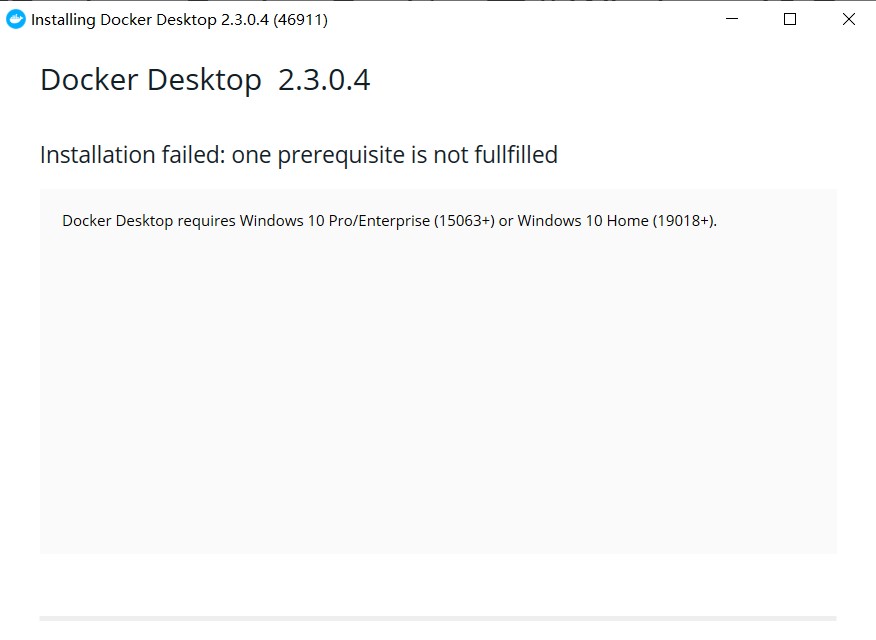 Installing Docker Desktop 2.3.0.4 (46911)
Docker Desktop 2.3.0.4
Installation failed: one prerequisite is not fullfilled
Docker Desktop requires Windows 10 Pro/Enterprise (15063+) or Windows 10 Home (19018+).